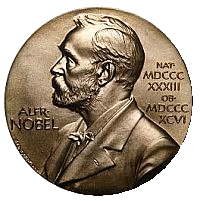 ALFR·
NOBEL
NAT·
MDCCC
XXXIII
OB·
MDCCC
XCVI